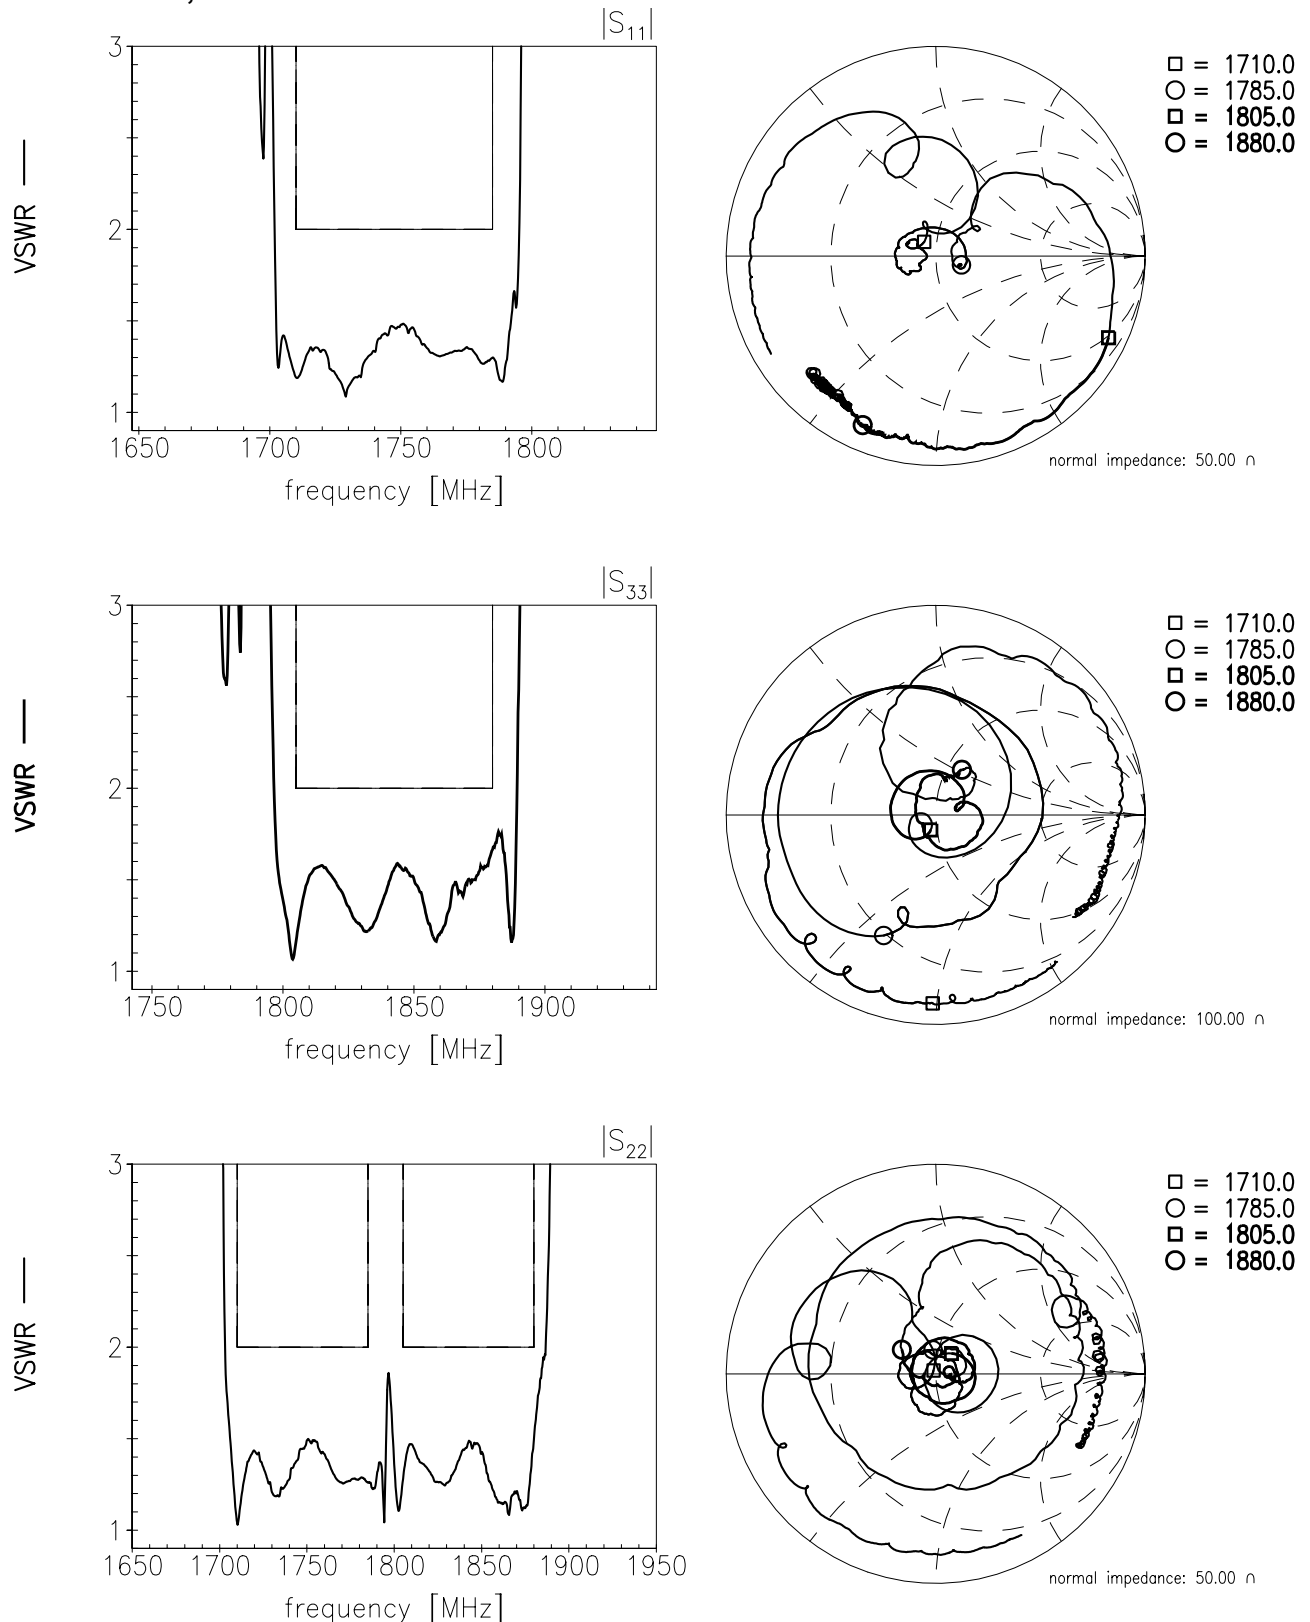 |S11|
3
2
1
VSWR
1650 1700 1750 1800
frequency [MHz]
□ = 1710.0
○ = 1785.0
□ = 1805.0
○ = 1880.0
normal impedance: 50.00 Ω
|S33|
3
2
1
VSWR
1750 1800 1850 1900
frequency [MHz]
□ = 1710.0
○ = 1785.0
□ = 1805.0
○ = 1880.0
normal impedance: 100.00 Ω
|S22|
3
2
1
VSWR
1650 1700 1750 1800 1850 1900 1950
frequency [MHz]
□ = 1710.0
○ = 1785.0
□ = 1805.0
○ = 1880.0
normal impedance: 50.00 Ω